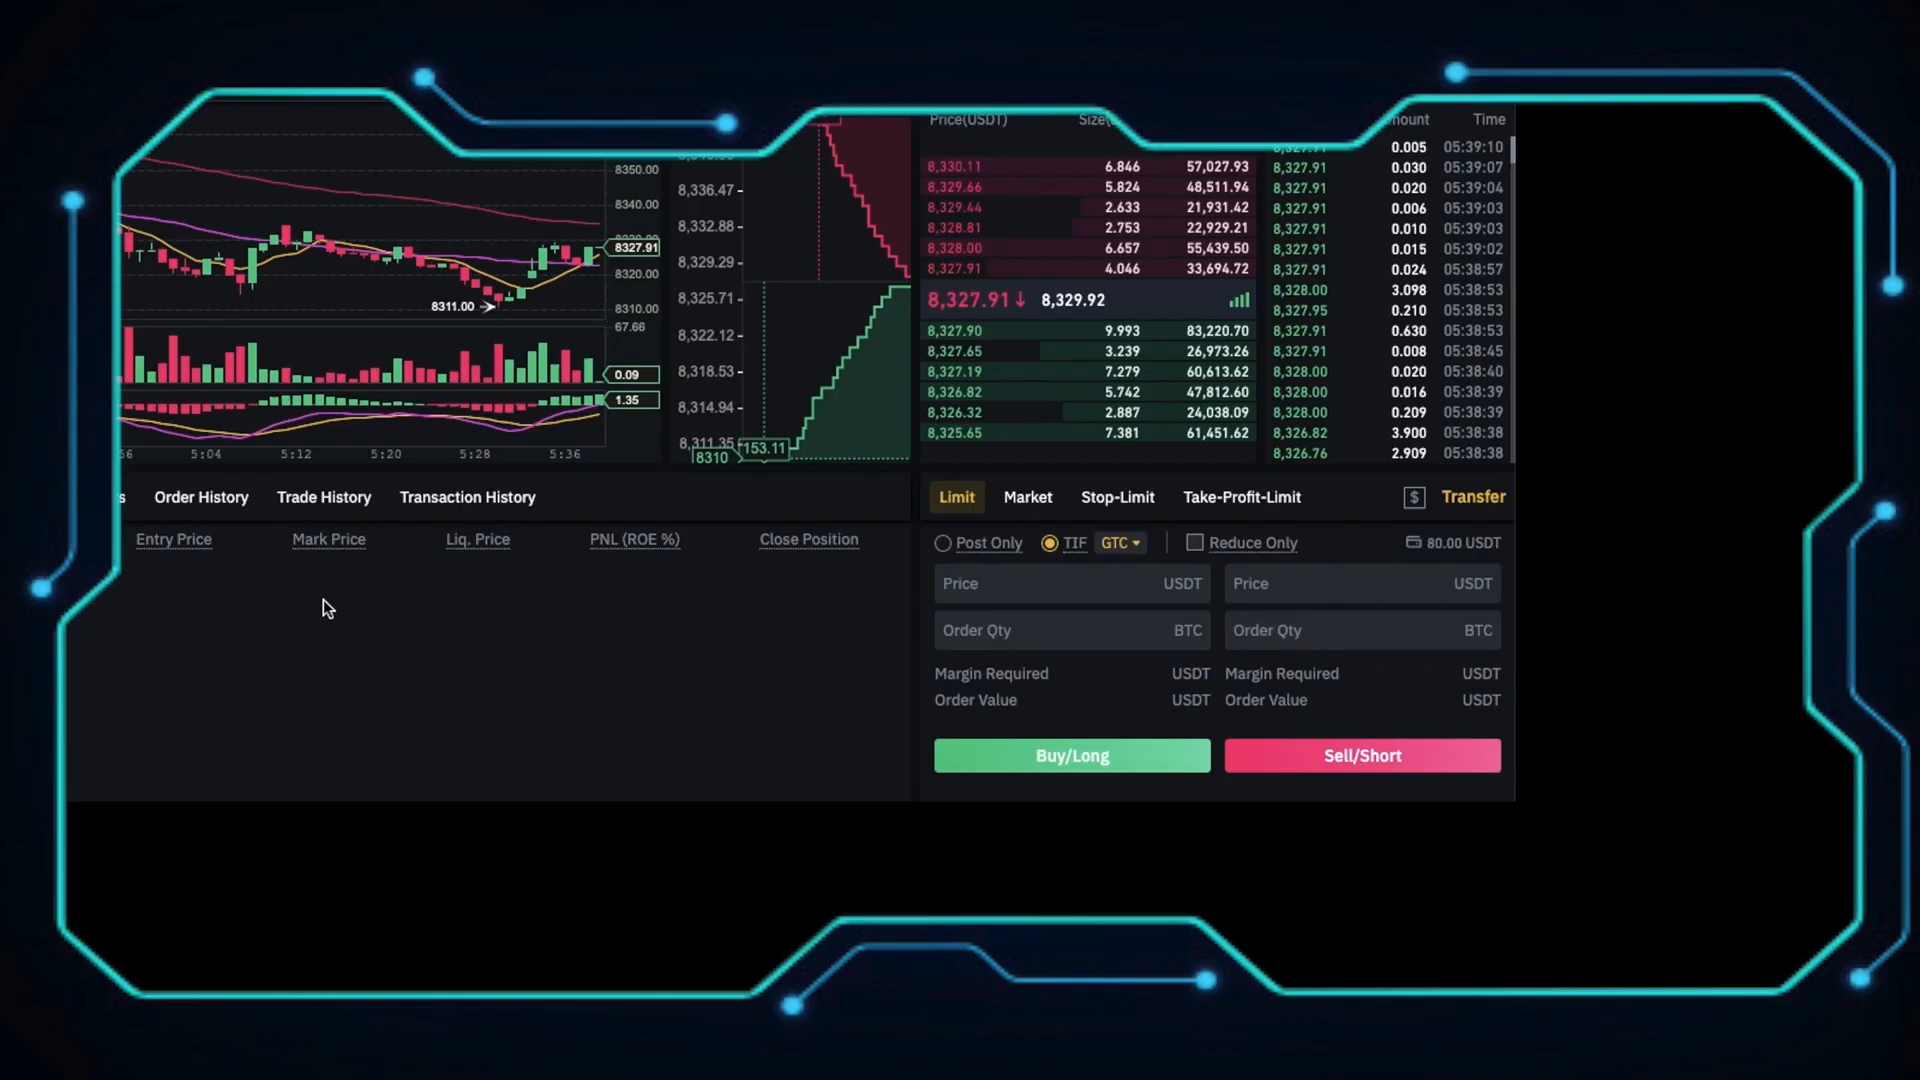 Price(USDT) Size( mount Time
8350.00
8340.00
8327.91
8320.00
8311.00
8310.00
67.66
0.09
1.35
56 5:04 5:12 5:20 5:28 5:36
8,336.47
8,332.88
8,329.29
8,325.71
8,322.12
8,318.53
8,314.94
8,311.35
8310 153.11
8,330.11 6.846 57,027.93
8,329.66 5.824 48,511.94
8,329.44 2.633 21,931.42
8,328.81 2.753 22,929.21
8,328.00 6.657 55,439.50
8,327.91 4.046 33,694.72
8,327.91↓ 8,329.92
8,327.90 9.993 83,220.70
8,327.65 3.239 26,973.26
8,327.19 7.279 60,613.62
8,326.82 5.742 47,812.60
8,326.32 2.887 24,038.09
8,325.65 7.381 61,451.62
8,327.91 0.005 05:39:10
8,327.91 0.030 05:39:07
8,327.91 0.020 05:39:04
8,327.91 0.006 05:39:03
8,327.91 0.010 05:39:03
8,327.91 0.015 05:39:02
8,327.91 0.024 05:38:57
8,328.00 3.098 05:38:53
8,327.95 0.210 05:38:53
8,327.91 0.630 05:38:53
8,327.91 0.008 05:38:45
8,328.00 0.020 05:38:40
8,328.00 0.016 05:38:39
8,328.00 0.209 05:38:39
8,326.82 3.900 05:38:38
8,326.76 2.909 05:38:38
s Order History Trade History Transaction History
Entry Price Mark Price Liq. Price PNL (ROE %) Close Position
Limit Market Stop-Limit Take-Profit-Limit $ Transfer
Post Only TIF GTC Reduce Only 80.00 USDT
Price USDT Price USDT
Order Qty BTC Order Qty BTC
Margin Required USDT Margin Required USDT
Order Value USDT Order Value USDT
Buy/Long Sell/Short